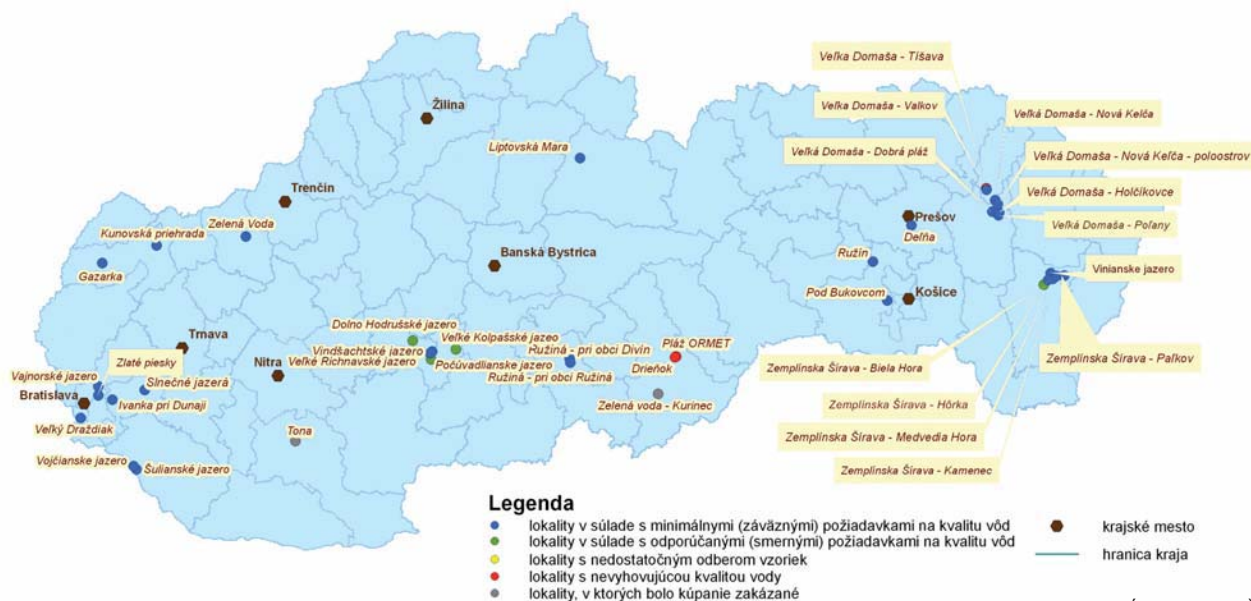 Veľka Domaša - Tíšava
Žilina
Veľka Domaša - Valkov
Veľká Domaša - Nová Kelča
Liptovská Mara
Veľká Domaša - Dobrá pláž
Veľká Domaša - Nová Keľča - poloostrov
Trenčín
Veľká Domaša - Holčíkovce
Prešov
Zelená Voda
Kunovská priehrada
Veľká Domaša - Poľany
Delňa
Banská Bystrica
Ružín
Vinianske jazero
Gazarka
Pod Bukovcom
Košice
Dolno Hodrušské jazero
Trnava
Veľké Kolpašské jazeo
Pláž ORMET
Vindšachtské jazero
Ružiná - pri obci Divín
Zlaté piesky
Nitra
Veľké Richnavské jazero
Počúvadlianske jazero
Drieňok
Zemplínska Šírava - Paľkov
Zemplínska Šírava - Biela Hora
Vajnorské jazero
Slnečné jazerá
Ružiná - pri obci Ružiná
Bratislava
Ivanka pri Dunaji
Zelená voda - Kurinec
Zemplínska Šírava - Hôrka
Veľký Draždiak
Tona
Zemplínska Šírava - Medvedia Hora
Vojčianske jazero
Šulianské jazero
Zemplínska Šírava - Kamenec
Legenda
lokality v súlade s minimálnymi (záväznými) požiadavkami na kvalitu vôd
lokality v súlade s odporúčanými (smernými) požiadavkami na kvalitu vôd
lokality s nedostatočným odberom vzoriek
lokality s nevyhovujúcou kvalitou vody
lokality, v ktorých bolo kúpanie zakázané
krajské mesto
hranica kraja